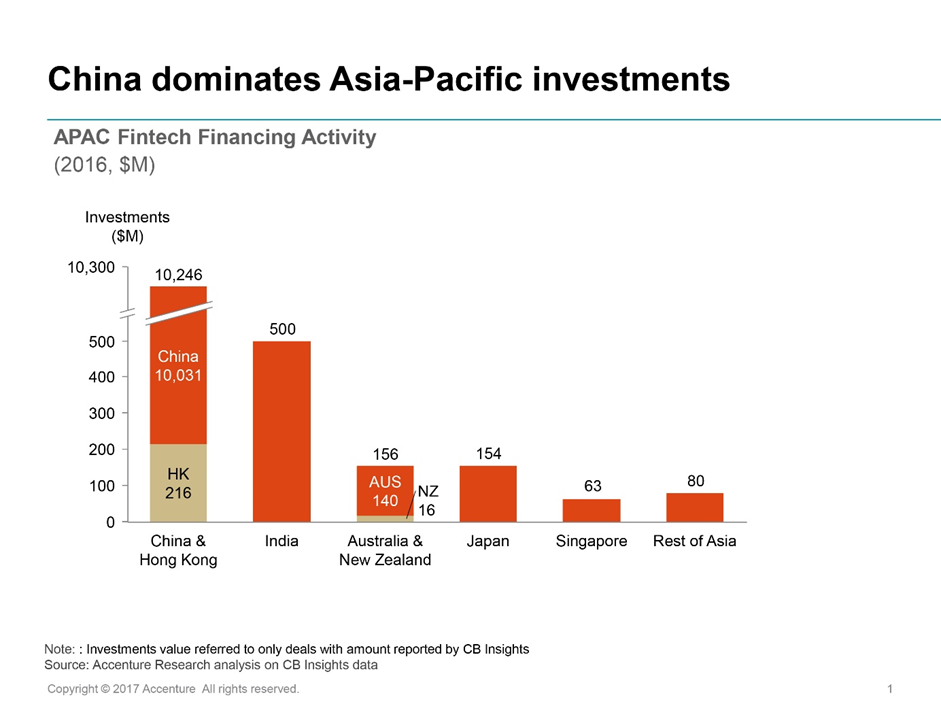 China dominates Asia-Pacific investments
APAC Fintech Financing Activity
(2016, $M)
Investments
($M)
10,300
500
400
300
200
100
0
10,246
China
10,031
HK
216
500
156
AUS
140
NZ
16
154
63
80
China &
Hong Kong
India
Australia &
New Zealand
Japan
Singapore
Rest of Asia
Note: : Investments value referred to only deals with amount reported by CB Insights
Source: Accenture Research analysis on CB Insights data
Copyright © 2017 Accenture All rights reserved.
1